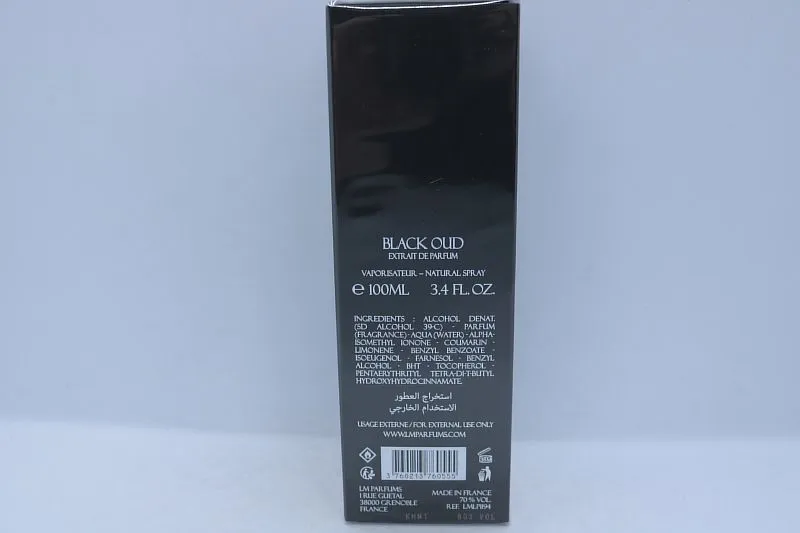 BLACK OUD
EXTRAIT DE PARFUM
VAPORISATEUR – NATURAL SPRAY
℮ 100ML 3.4 FL. OZ.
INGREDIENTS : ALCOHOL DENAT.
(SD ALCOHOL 39-C) - PARFUM
(FRAGRANCE) - AQUA (WATER) - ALPHA-
ISOMETHYL IONONE - COUMARIN -
LIMONENE - BENZYL BENZOATE -
ISOEUGENOL - FARNESOL - BENZYL
ALCOHOL - BHT - TOCOPHEROL -
PENTAERYTHRITYL TETRA-DI-T-BUTYL
HYDROXYHYDROCINNAMATE.
استخراج العطور
الاستخدام الخارجي
USAGE EXTERNE / FOR EXTERNAL USE ONLY
WWW.LMPARFUMS.COM
3 760213 760555
LM PARFUMS
1 RUE GUETAL
38000 GRENOBLE
FRANCE
MADE IN FRANCE
70 % VOL.